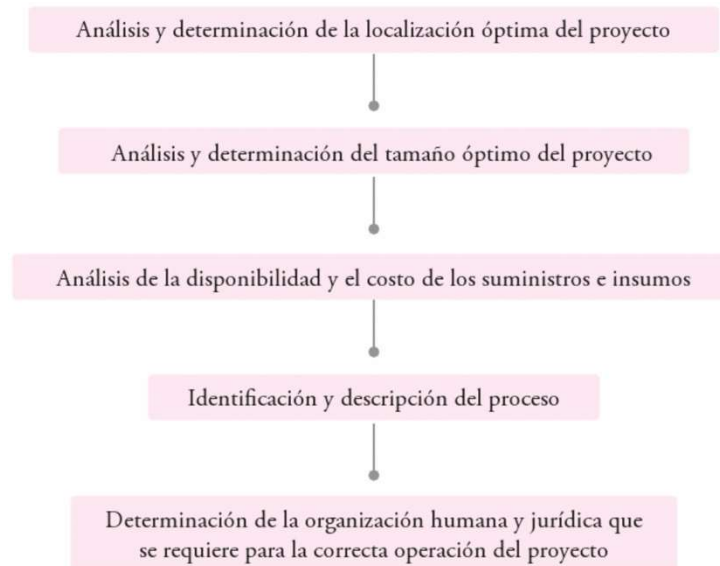 Análisis y determinación de la localización óptima del proyecto
Análisis y determinación del tamaño óptimo del proyecto
Análisis de la disponibilidad y el costo de los suministros e insumos
Identificación y descripción del proceso
Determinación de la organización humana y jurídica que
se requiere para la correcta operación del proyecto